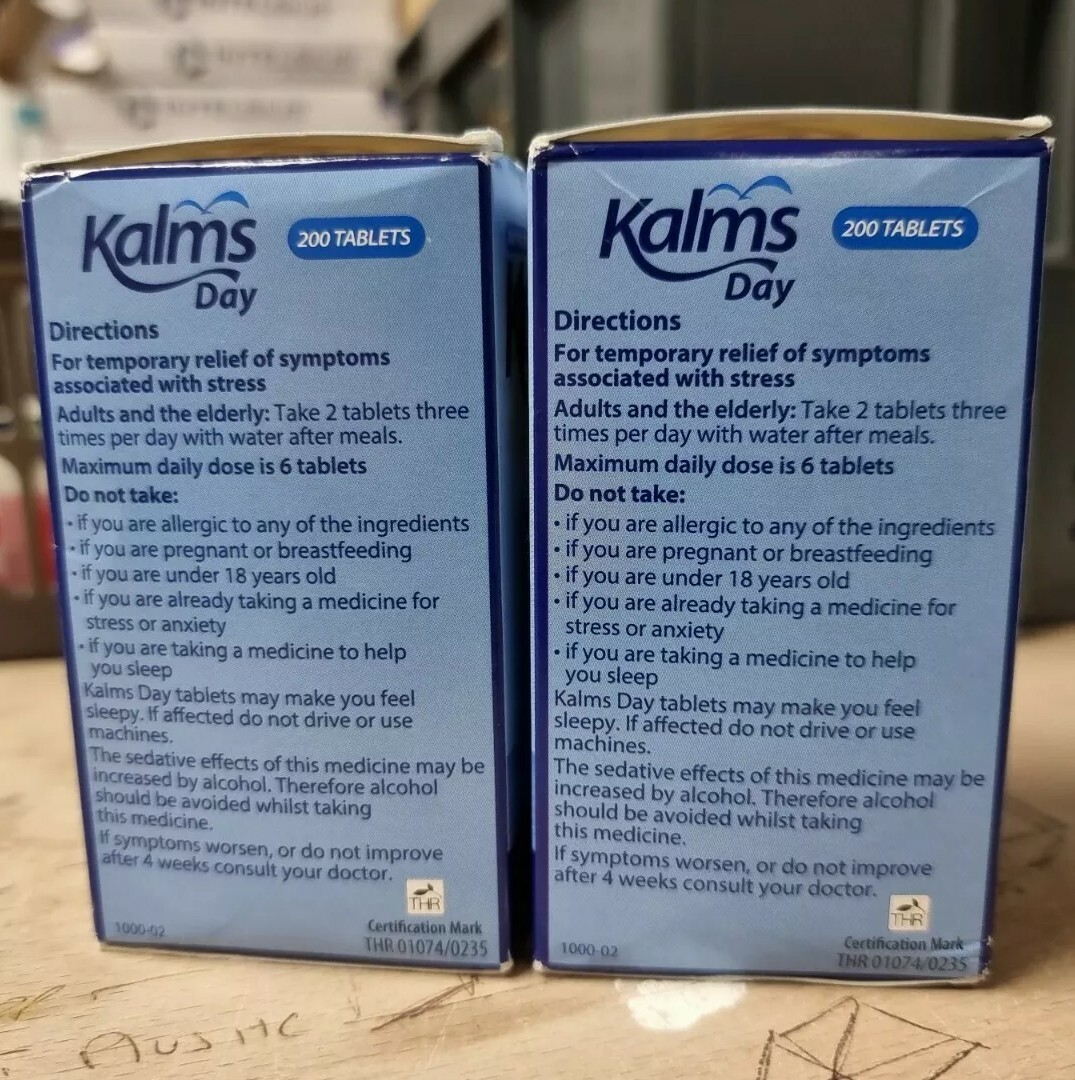 Kalms
Day
200 TABLETS
Directions
For temporary relief of symptoms
associated with stress
Adults and the elderly: Take 2 tablets three
times per day with water after meals.
Maximum daily dose is 6 tablets
Do not take:
• if you are allergic to any of the ingredients
• if you are pregnant or breastfeeding
• if you are under 18 years old
• if you are already taking a medicine for
stress or anxiety
• if you are taking a medicine to help
you sleep
Kalms Day tablets may make you feel
sleepy. If affected do not drive or use
machines.
The sedative effects of this medicine may be
increased by alcohol. Therefore alcohol
should be avoided whilst taking
this medicine.
If symptoms worsen, or do not improve
after 4 weeks consult your doctor.
THR
1000-02
Certification Mark
THR 01074/0235
Kalms
Day
200 TABLETS
Directions
For temporary relief of symptoms
associated with stress
Adults and the elderly: Take 2 tablets three
times per day with water after meals.
Maximum daily dose is 6 tablets
Do not take:
• if you are allergic to any of the ingredients
• if you are pregnant or breastfeeding
• if you are under 18 years old
• if you are already taking a medicine for
stress or anxiety
• if you are taking a medicine to help
you sleep
Kalms Day tablets may make you feel
sleepy. If affected do not drive or use
machines.
The sedative effects of this medicine may be
increased by alcohol. Therefore alcohol
should be avoided whilst taking
this medicine.
If symptoms worsen, or do not improve
after 4 weeks consult your doctor.
THR
1000-02
Certification Mark
THR 01074/0235